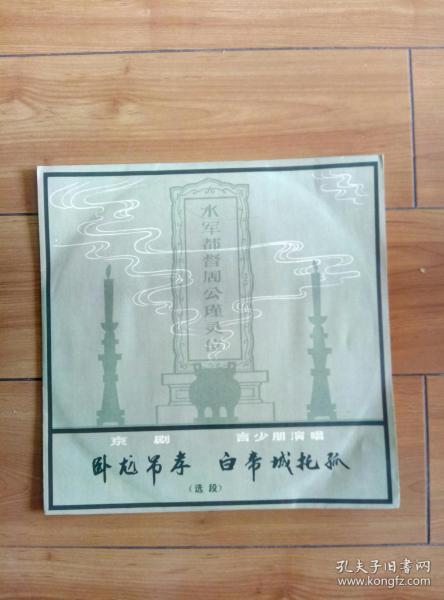 水军都督周公瑾灵位
京剧 言少朋演唱
卧龙吊孝 白帝城托孤
（选段）
孔夫子旧书网
www.kongfz.com